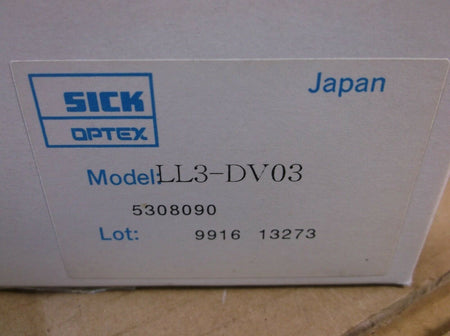 SICK
OPTEX
Japan
Model: LL3-DV03
5308090
Lot: 9916 13273